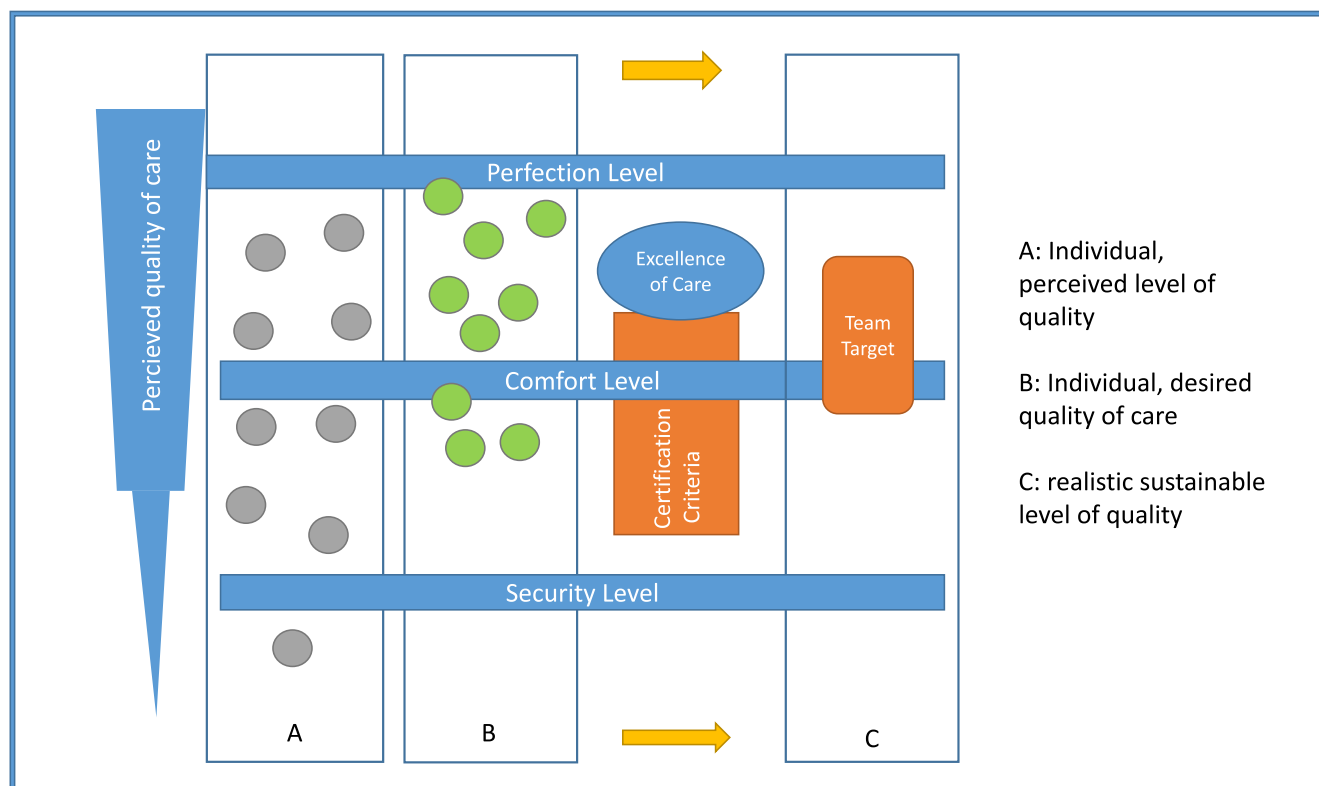 Percieved quality of care
Perfection Level
Excellence
of Care
Team
Target
Comfort Level
Certification
Criteria
Security Level
A
B
C
A: Individual,
perceived level of
quality
B: Individual, desired
quality of care
C: realistic sustainable
level of quality